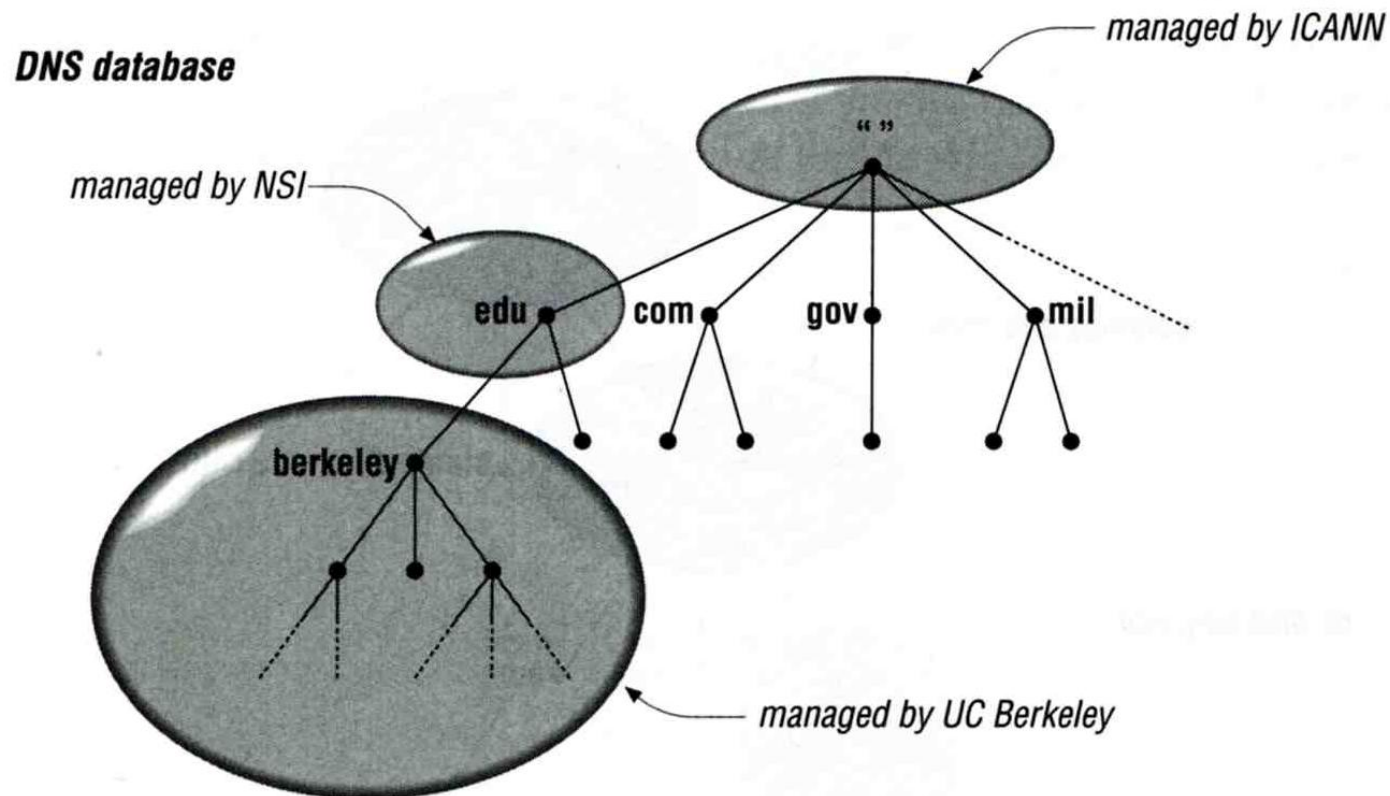 managed by ICANN
DNS database
“ ”
managed by NSI
edu
com
gov
mil
berkeley
managed by UC Berkeley